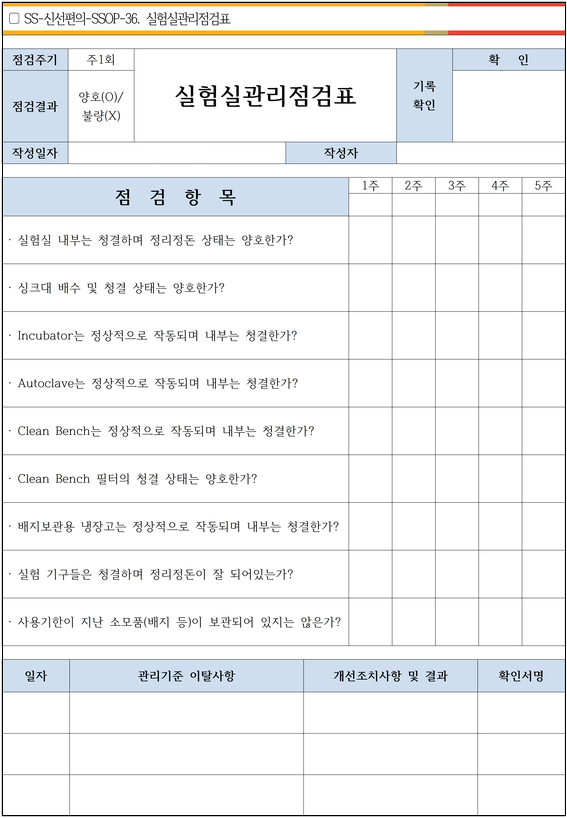 □ SS-신선편의-SSOP-36. 실험실관리점검표
점검주기 주1회
실험실관리점검표
기록
확인
확 인
점검결과
양호(O)/
불량(X)
작성일자 작성자
점 검 항 목
1주 2주 3주 4주 5주
· 실험실 내부는 청결하며 정리정돈 상태는 양호한가?
· 싱크대 배수 및 청결 상태는 양호한가?
· Incubator는 정상적으로 작동되며 내부는 청결한가?
· Autoclave는 정상적으로 작동되며 내부는 청결한가?
· Clean Bench는 정상적으로 작동되며 내부는 청결한가?
· Clean Bench 필터의 청결 상태는 양호한가?
· 배지보관용 냉장고는 정상적으로 작동되며 내부는 청결한가?
· 실험 기구들은 청결하며 정리정돈이 잘 되어있는가?
· 사용기한이 지난 소모품(배지 등)이 보관되어 있지는 않은가?
일자 관리기준 이탈사항 개선조치사항 및 결과 확인서명